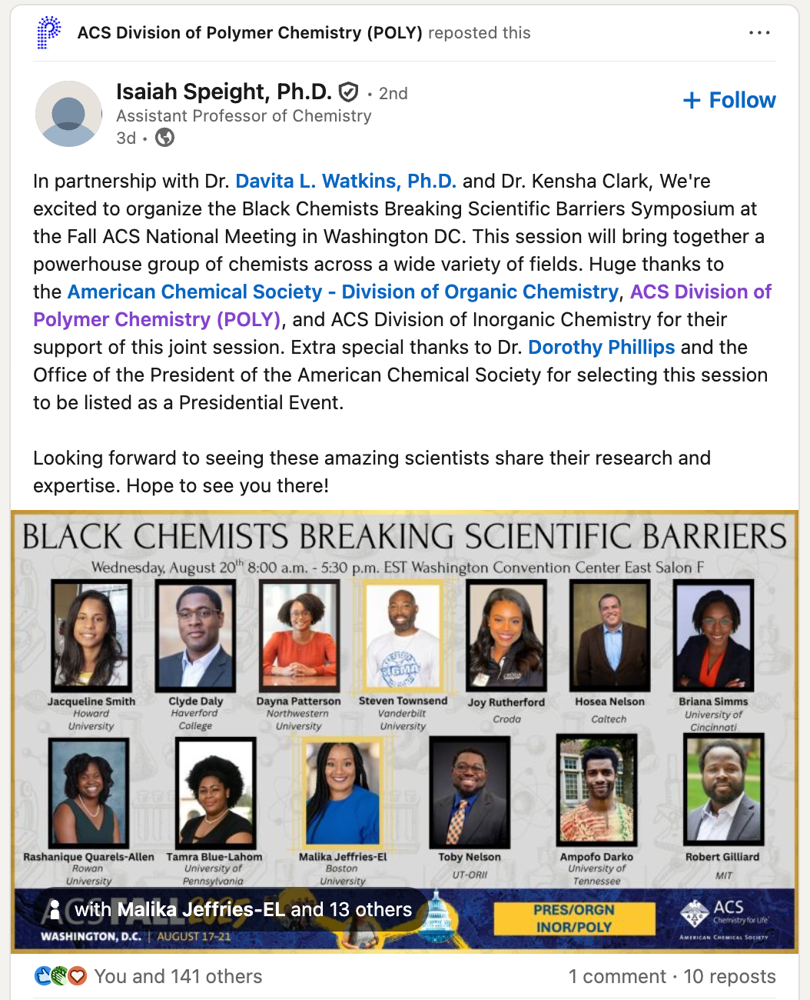 ACS Division of Polymer Chemistry (POLY) reposted this
Isaiah Speight, Ph.D. · 2nd
+ Follow
Assistant Professor of Chemistry
3d ·
In partnership with Dr. Davita L. Watkins, Ph.D. and Dr. Kensha Clark, We're
excited to organize the Black Chemists Breaking Scientific Barriers Symposium at
the Fall ACS National Meeting in Washington DC. This session will bring together a
powerhouse group of chemists across a wide variety of fields. Huge thanks to
the American Chemical Society - Division of Organic Chemistry, ACS Division of
Polymer Chemistry (POLY), and ACS Division of Inorganic Chemistry for their
support of this joint session. Extra special thanks to Dr. Dorothy Phillips and the
Office of the President of the American Chemical Society for selecting this session
to be listed as a Presidential Event.
Looking forward to seeing these amazing scientists share their research and
expertise. Hope to see you there!
BLACK CHEMISTS BREAKING SCIENTIFIC BARRIERS
Wednesday, August 20th 8:00 a.m. - 5:30 p.m. EST Washington Convention Center East Salon F
Jacqueline Smith
Howard
University
Clyde Daly
Haverford
College
Dayna Patterson
Northwestern
University
Steven Townsend
Vanderbilt
University
Joy Rutherford
Croda
Hosea Nelson
Caltech
Briana Simms
University of
Cincinnati
Rashanique Quarels-Allen
Rowan
University
Tamra Blue-Lahom
University of
Pennsylvania
Malika Jeffries-El
Boston
University
Toby Nelson
UT-ORII
Ampofo Darko
University of
Tennessee
Robert Gilliard
MIT
ACS FALL 2025
with Malika Jeffries-EL and 13 others
WASHINGTON, D.C. | AUGUST 17-21
PRES/ORGN
INOR/POLY
ACS
Chemistry for Life
AMERICAN CHEMICAL SOCIETY
You and 141 others
1 comment · 10 reposts